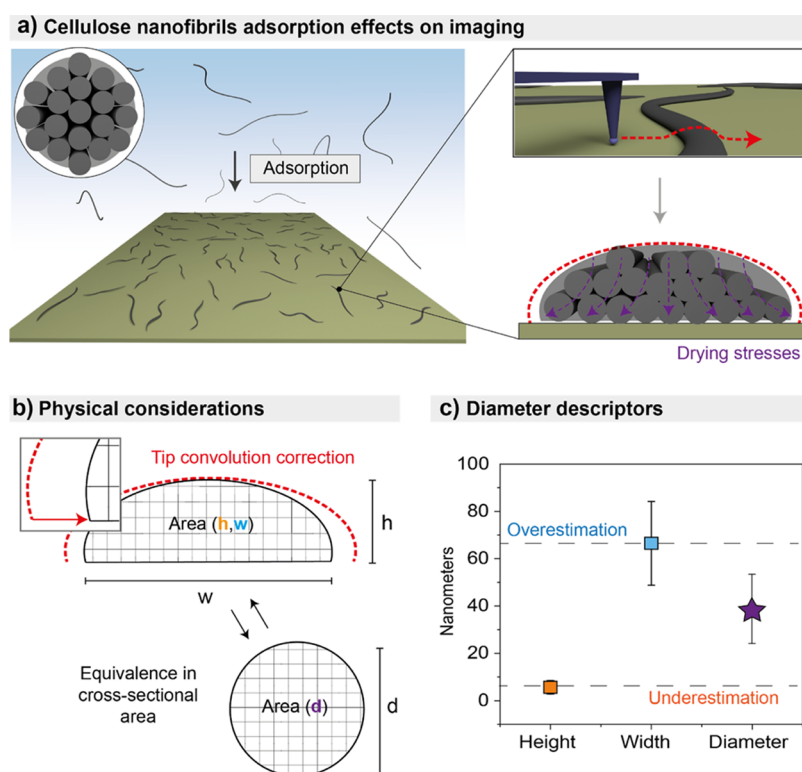 a) Cellulose nanofibrils adsorption effects on imaging
Adsorption
Drying stresses
b) Physical considerations
Tip convolution correction
Area (h,w)
h
w
Equivalence in
cross-sectional
area
Area (d)
d
c) Diameter descriptors
Nanometers
100
80
60
40
20
0
Overestimation
Underestimation
Height
Width
Diameter